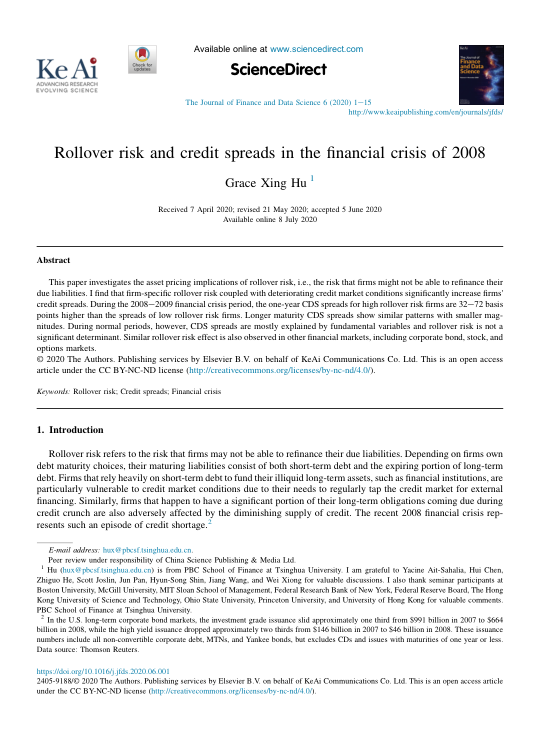 Available online at www.sciencedirect.com
Ke Ai
ADVANCING RESEARCH
EVOLVING SCIENCE
Check for
updates
ScienceDirect
The Journal of
Finance
and Data
Science
The Journal of Finance and Data Science 6 (2020) 1–15
http://www.keaipublishing.com/en/journals/jfds/
Rollover risk and credit spreads in the financial crisis of 2008
Grace Xing Hu 1
Received 7 April 2020; revised 21 May 2020; accepted 5 June 2020
Available online 8 July 2020
Abstract
This paper investigates the asset pricing implications of rollover risk, i.e., the risk that firms might not be able to refinance their
due liabilities. I find that firm-specific rollover risk coupled with deteriorating credit market conditions significantly increase firms'
credit spreads. During the 2008–2009 financial crisis period, the one-year CDS spreads for high rollover risk firms are 32–72 basis
points higher than the spreads of low rollover risk firms. Longer maturity CDS spreads show similar patterns with smaller mag-
nitudes. During normal periods, however, CDS spreads are mostly explained by fundamental variables and rollover risk is not a
significant determinant. Similar rollover risk effect is also observed in other financial markets, including corporate bond, stock, and
options markets.
© 2020 The Authors. Publishing services by Elsevier B.V. on behalf of KeAi Communications Co. Ltd. This is an open access
article under the CC BY-NC-ND license (http://creativecommons.org/licenses/by-nc-nd/4.0/).
Keywords: Rollover risk; Credit spreads; Financial crisis
1. Introduction
Rollover risk refers to the risk that firms may not be able to refinance their due liabilities. Depending on firms own
debt maturity choices, their maturing liabilities consist of both short-term debt and the expiring portion of long-term
debt. Firms that rely heavily on short-term debt to fund their illiquid long-term assets, such as financial institutions, are
particularly vulnerable to credit market conditions due to their needs to regularly tap the credit market for external
financing. Similarly, firms that happen to have a significant portion of their long-term obligations coming due during
credit crunch are also adversely affected by the diminishing supply of credit. The recent 2008 financial crisis rep-
resents such an episode of credit shortage.2
E-mail address: hux@pbcsf.tsinghua.edu.cn.
Peer review under responsibility of China Science Publishing & Media Ltd.
1 Hu (hux@pbcsf.tsinghua.edu.cn) is from PBC School of Finance at Tsinghua University. I am grateful to Yacine Ait-Sahalia, Hui Chen,
Zhiguo He, Scott Joslin, Jun Pan, Hyun-Song Shin, Jiang Wang, and Wei Xiong for valuable discussions. I also thank seminar participants at
Boston University, McGill University, MIT Sloan School of Management, Federal Research Bank of New York, Federal Reserve Board, The Hong
Kong University of Science and Technology, Ohio State University, Princeton University, and University of Hong Kong for valuable comments.
PBC School of Finance at Tsinghua University.
2 In the U.S. long-term corporate bond markets, the investment grade issuance slid approximately one third from $991 billion in 2007 to $664
billion in 2008, while the high yield issuance dropped approximately two thirds from $146 billion in 2007 to $46 billion in 2008. These issuance
numbers include all non-convertible corporate debt, MTNs, and Yankee bonds, but excludes CDs and issues with maturities of one year or less.
Data source: Thomson Reuters.
https://doi.org/10.1016/j.jfds.2020.06.001
2405-9188/© 2020 The Authors. Publishing services by Elsevier B.V. on behalf of KeAi Communications Co. Ltd. This is an open access article
under the CC BY-NC-ND license (http://creativecommons.org/licenses/by-nc-nd/4.0/).